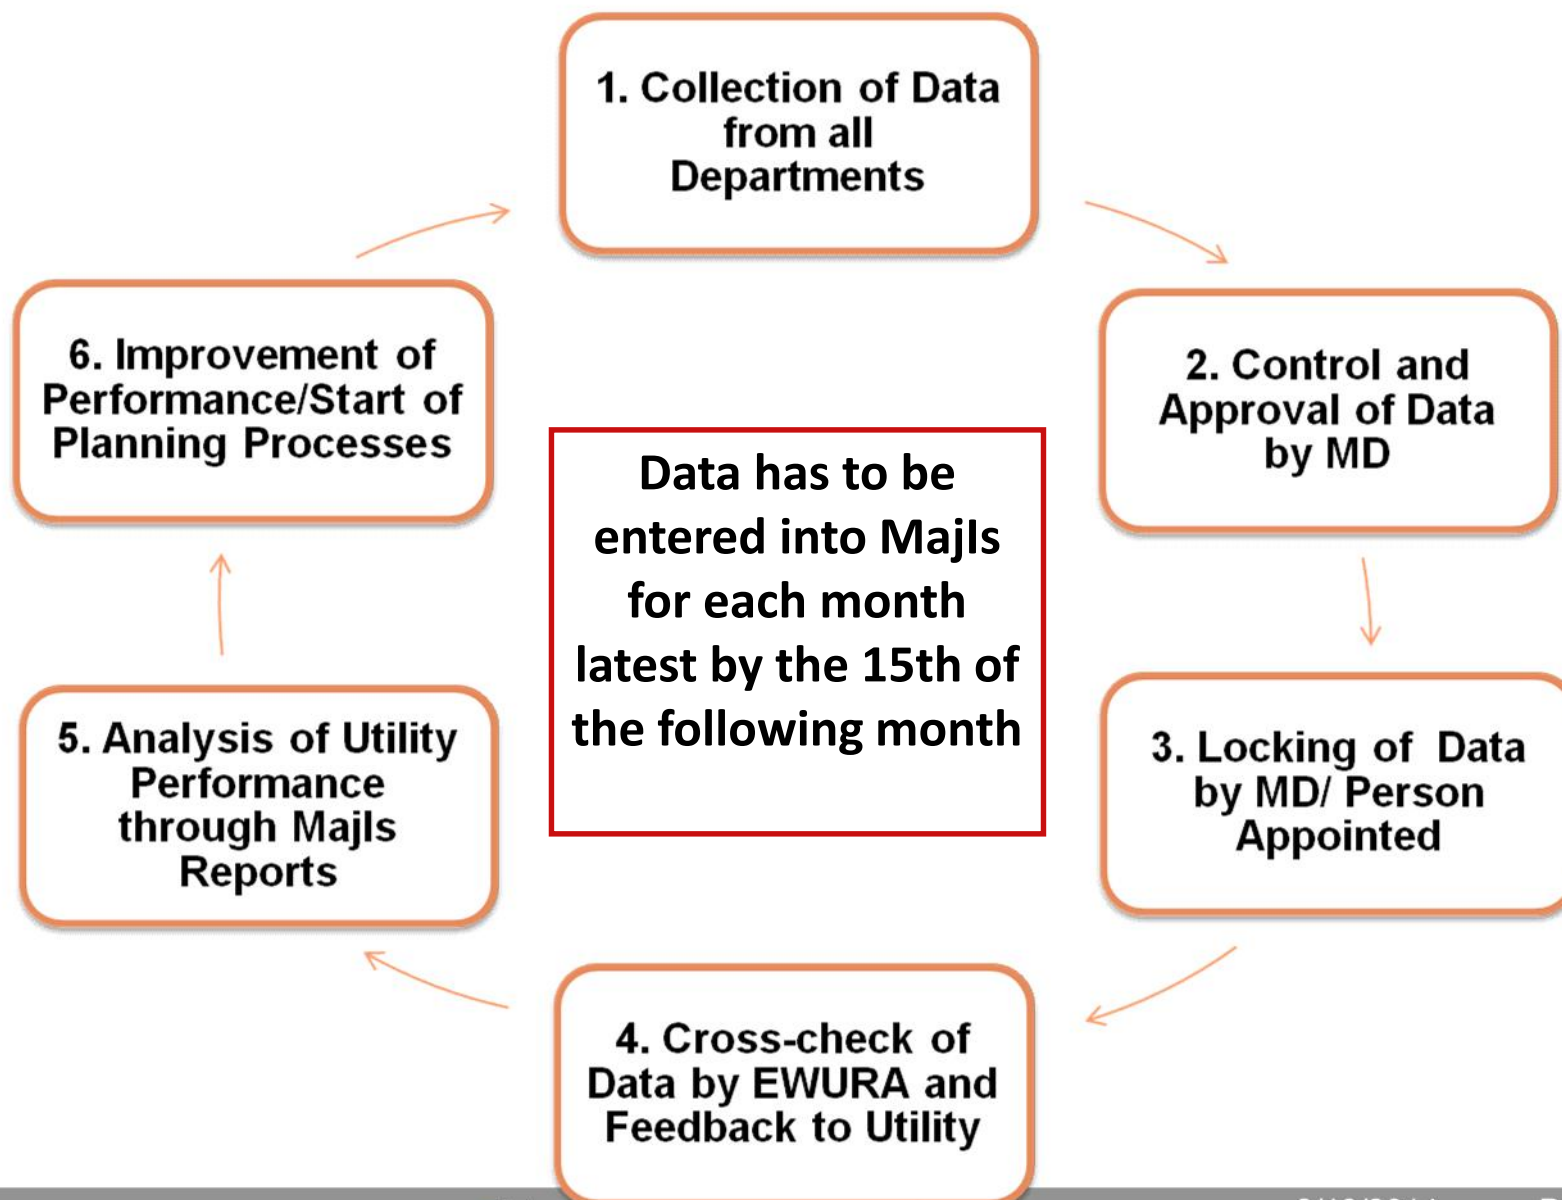 1. Collection of Data
from all
Departments
2. Control and
Approval of Data
by MD
3. Locking of Data
by MD/ Person
Appointed
4. Cross-check of
Data by EWURA and
Feedback to Utility
5. Analysis of Utility
Performance
through MajIs
Reports
6. Improvement of
Performance/Start of
Planning Processes
Data has to be
entered into MajIs
for each month
latest by the 15th of
the following month